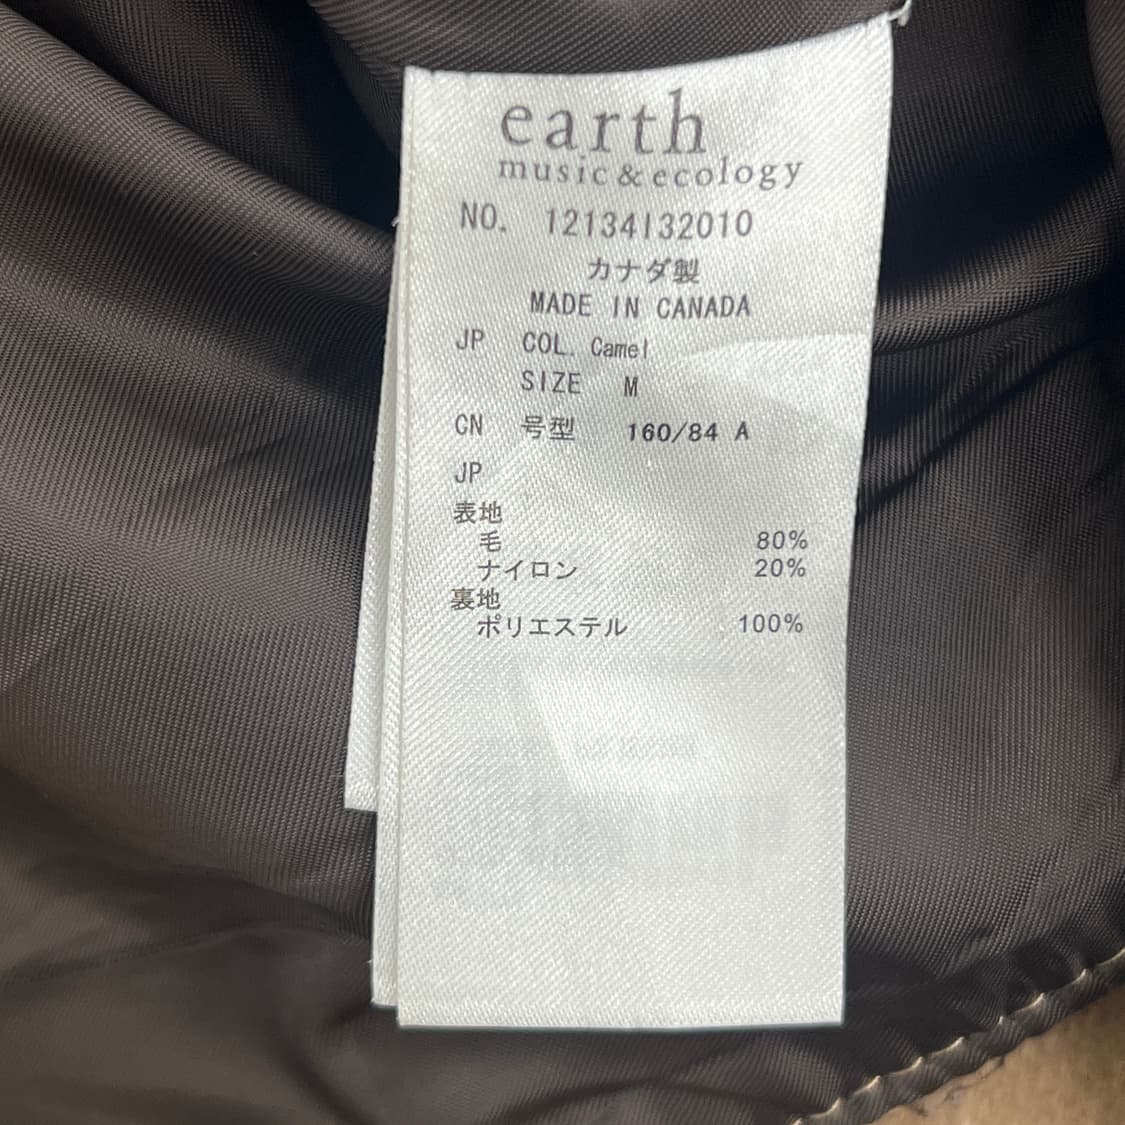 earth
music & ecology
NO. 12134132010
カナダ製
MADE IN CANADA
JP COL. Camel
SIZE M
CN 号型 160/84 A
JP
表地
毛 80%
ナイロン 20%
裏地
ポリエステル 100%